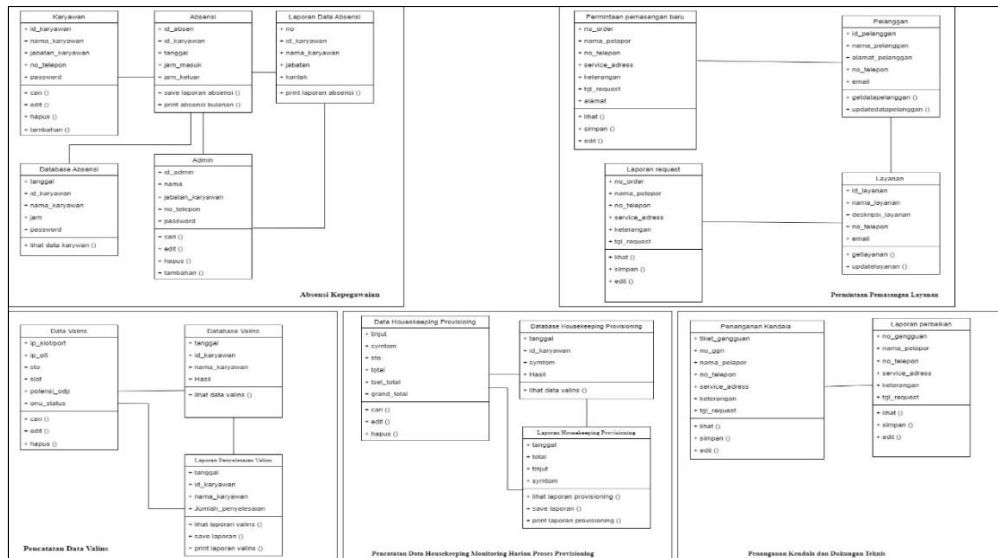 Karyawan
+ id_karyawan
+ nama_karyawan
+ jabatan_karyawan
+ no_telepon
+ password
+ cari ()
+ edit ()
+ hapus ()
+ tambahan ()
Absensi
+ id_absen
+ id_karyawan
+ tanggal
+ jam_masuk
+ jam_keluar
+ save laporan absensi ()
+ print absensi bulanan ()
Laporan Data Absensi
+ no
+ id_karyawan
+ nama_karyawan
+ jabatan
+ kontak
+ print laporan absensi ()
Database Absensi
+ tanggal
+ id_karyawan
+ nama_karyawan
+ jam
+ password
+ lihat data karywan ()
Admin
+ id_admin
+ nama
+ jabatan_karyawan
+ no_telepon
+ password
+ cari ()
+ edit ()
+ hapus ()
+ tambahan ()
Absensi Kepegawaian
Permintaan pemasangan baru
+ no_order
+ nama_pelapor
+ no_telepon
+ service_adress
+ keterangan
+ tgl_request
+ alamat
+ lihat ()
+ simpan ()
+ edit ()
Pelanggan
+ id_pelanggan
+ nama_pelanggan
+ alamat_pelanggan
+ no_telepon
+ email
+ getdatapelanggan ()
+ updatedatapelanggan ()
Laporan request
+ no_order
+ nama_pelapor
+ no_telepon
+ service_adress
+ keterangan
+ tgl_request
+ lihat ()
+ simpan ()
+ edit ()
Layanan
+ id_layanan
+ nama_layanan
+ deskripsi_layanan
+ no_telepon
+ email
+ getlayanan ()
+ updatelayanan ()
Permintaan Pemasangan Layanan
Data Valins
+ ip_slot/port
+ ip_olt
+ sto
+ slot
+ potensi_odp
+ onu_status
+ cari ()
+ edit ()
+ hapus ()
Database Valins
+ tanggal
+ id_karyawan
+ nama_karyawan
+ Hasil
+ lihat data valins ()
Laporan Penyelesaian Valins
+ tanggal
+ id_karyawan
+ nama_karyawan
+ Jumlah_penyelesaian
+ lihat laporan valins ()
+ save laporan ()
+ print laporan valins ()
Pencatatan Data Valins
Data Housekeeping Provisioning
+ tinjut
+ symtom
+ sto
+ total
+ tsel_total
+ grand_total
+ cari ()
+ edit ()
+ hapus ()
Database Housekeeping Provisioning
+ tanggal
+ id_karyawan
+ symtom
+ Hasil
+ lihat data valins ()
Laporan Housekeeping Provisioning
+ tanggal
+ total
+ tinjut
+ symtom
+ lihat laporan provisioning ()
+ save laporan ()
+ print laporan provisioning ()
Pencatatan Data Housekeeping Monitoring Harian Proses Provisioning
Penanganan Kendala
+ tiket_gangguan
+ no_ggn
+ nama_pelapor
+ no_telepon
+ service_adress
+ keterangan
+ tgl_request
+ lihat ()
+ simpan ()
+ edit ()
Laporan perbaikan
+ no_gangguan
+ nama_pelapor
+ no_telepon
+ service_adress
+ keterangan
+ tgl_request
+ lihat ()
+ simpan ()
+ edit ()
Penanganan Kendala dan Dukungan Teknis